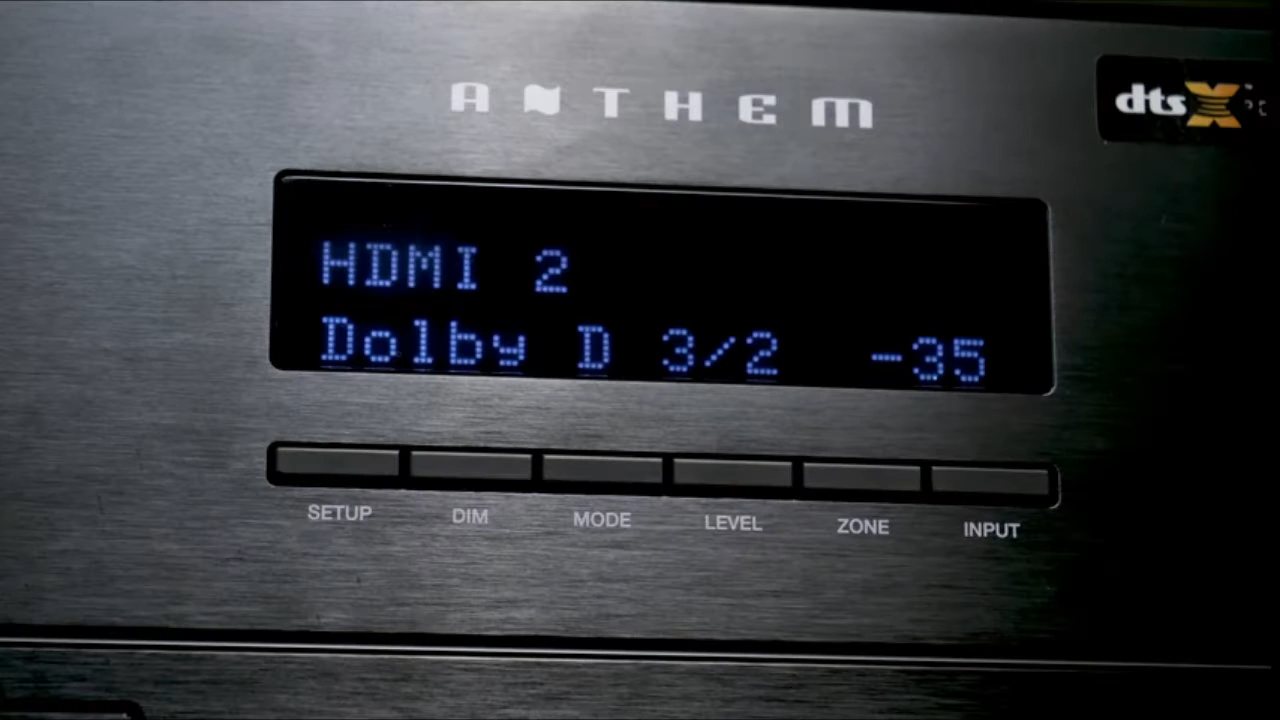 ANTHEM
dts X
HDMI 2
Dolby D 3/2 -35
SETUP DIM MODE LEVEL ZONE INPUT